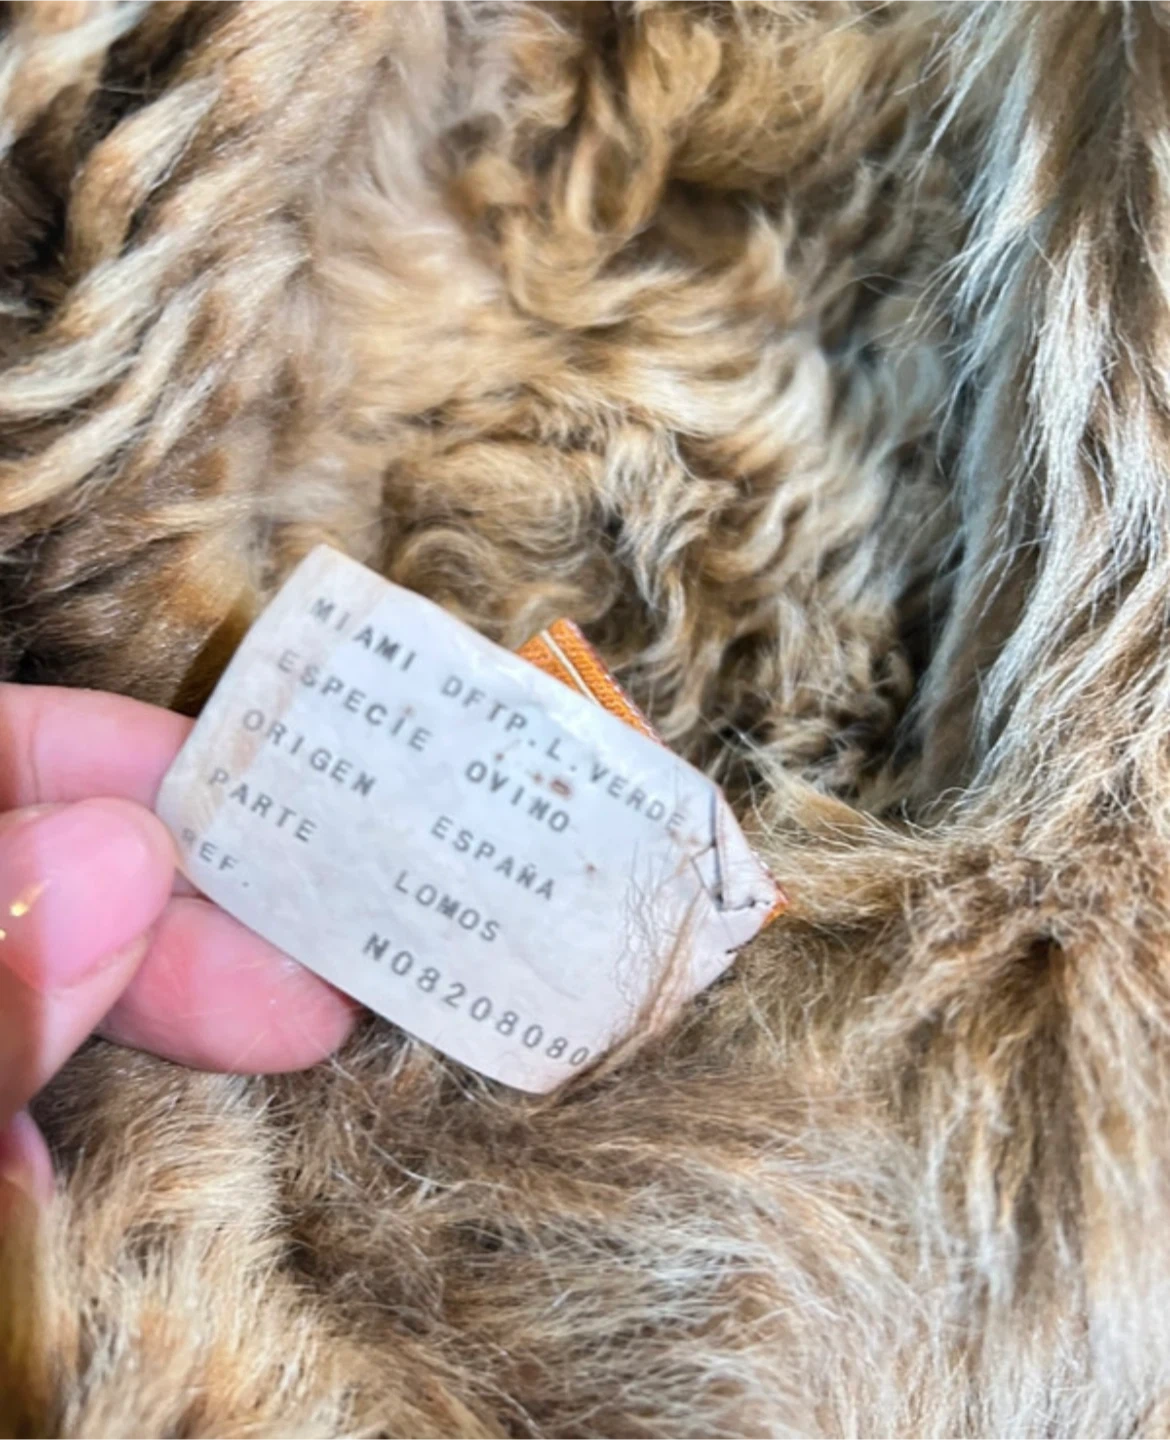 MIAMI DFTP.L.VERDE
ESPECIE OVINO
ORIGEN ESPAÑA
PARTE LOMOS
REF. N08208080